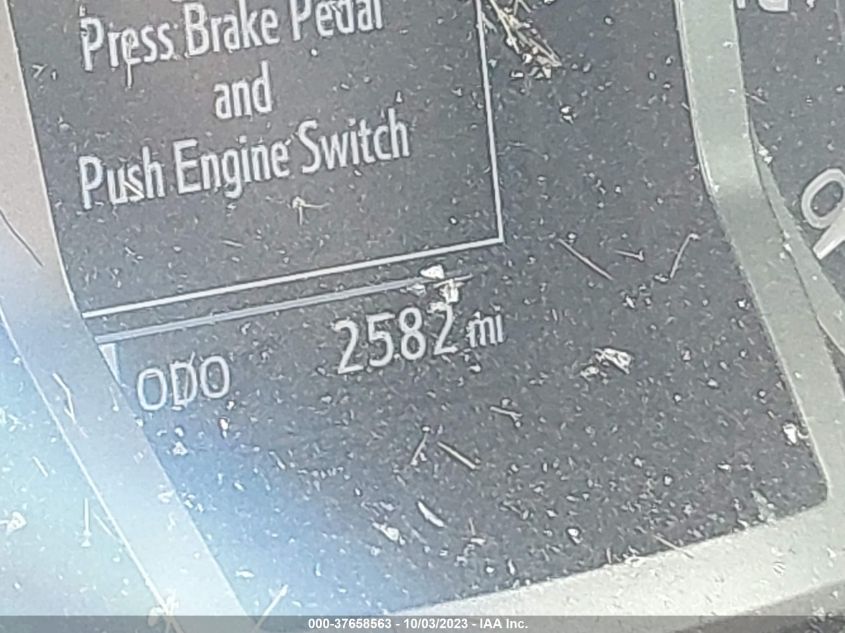 Press Brake Pedal
and
Push Engine Switch
ODO 2582 mi
000-37658563 - 10/03/2023 - IAA Inc.